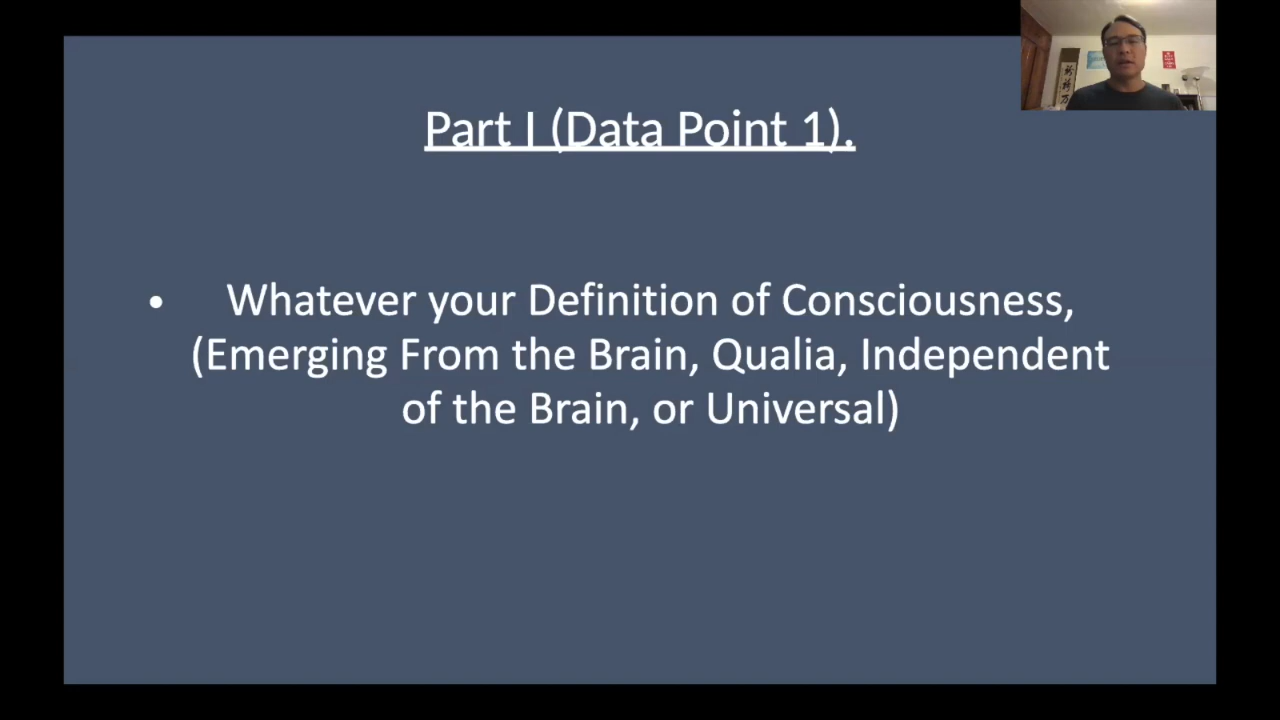 Part I (Data Point 1).
• Whatever your Definition of Consciousness,
(Emerging From the Brain, Qualia, Independent
of the Brain, or Universal)